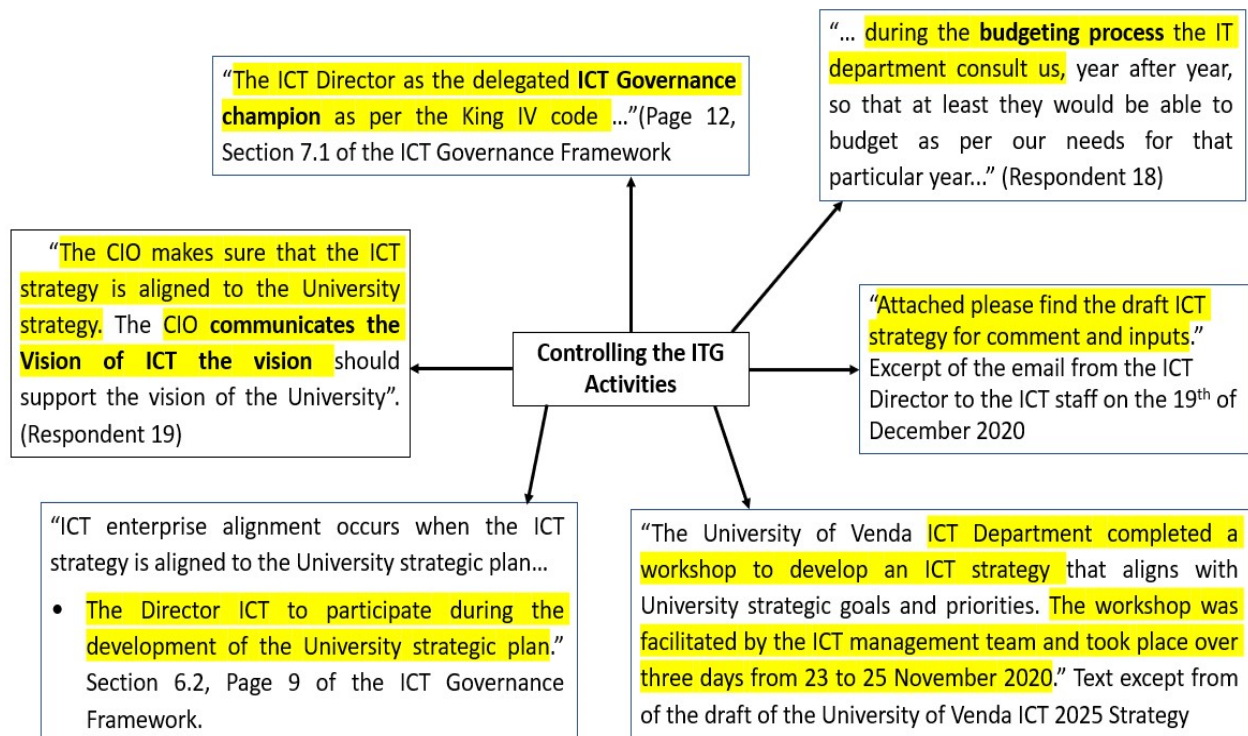 “The ICT Director as the delegated ICT Governance
champion as per the King IV code …”(Page 12,
Section 7.1 of the ICT Governance Framework
“… during the budgeting process the IT
department consult us, year after year,
so that at least they would be able to
budget as per our needs for that
particular year…” (Respondent 18)
“The CIO makes sure that the ICT
strategy is aligned to the University
strategy. The CIO communicates the
Vision of ICT the vision should
support the vision of the University”.
(Respondent 19)
Controlling the ITG
Activities
“Attached please find the draft ICT
strategy for comment and inputs.”
Excerpt of the email from the ICT
Director to the ICT staff on the 19th of
December 2020
“ICT enterprise alignment occurs when the ICT
strategy is aligned to the University strategic plan…
• The Director ICT to participate during the
development of the University strategic plan.”
Section 6.2, Page 9 of the ICT Governance
Framework.
“The University of Venda ICT Department completed a
workshop to develop an ICT strategy that aligns with
University strategic goals and priorities. The workshop was
facilitated by the ICT management team and took place over
three days from 23 to 25 November 2020.” Text except from
of the draft of the University of Venda ICT 2025 Strategy